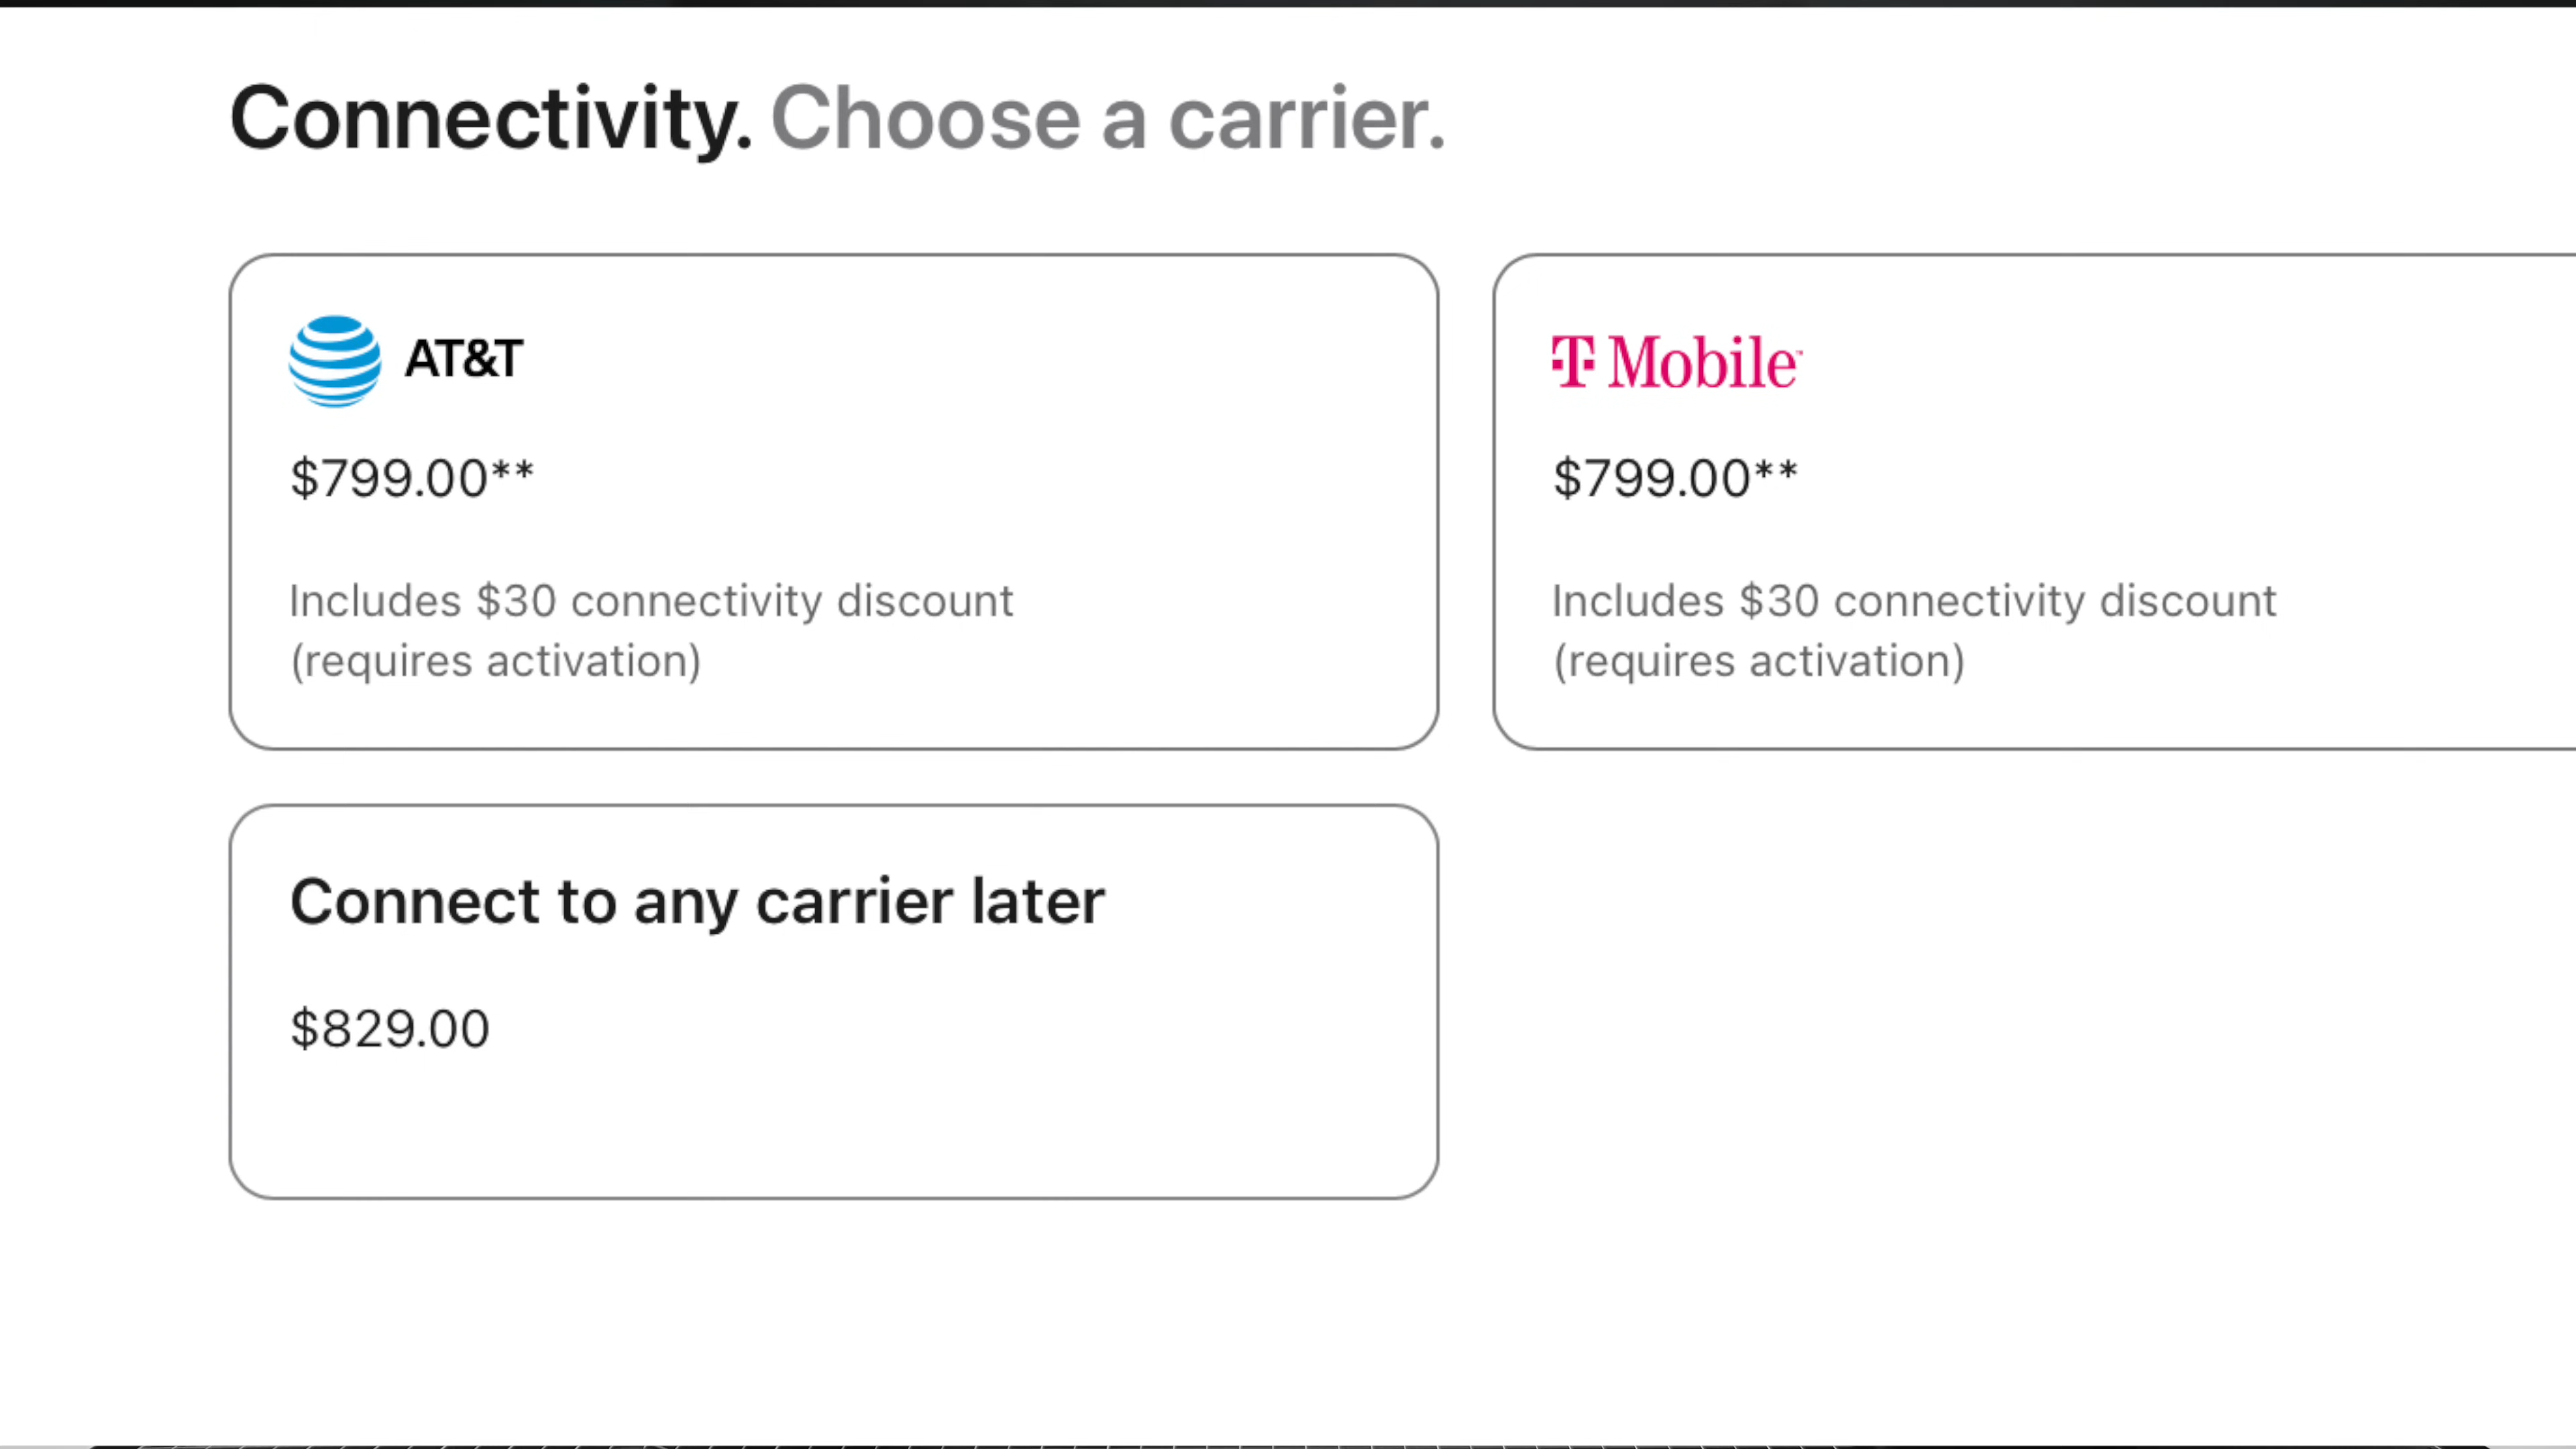 Connectivity. Choose a carrier.
AT&T
$799.00**
Includes $30 connectivity discount
(requires activation)
T Mobile™
$799.00**
Includes $30 connectivity discount
(requires activation)
Connect to any carrier later
$829.00